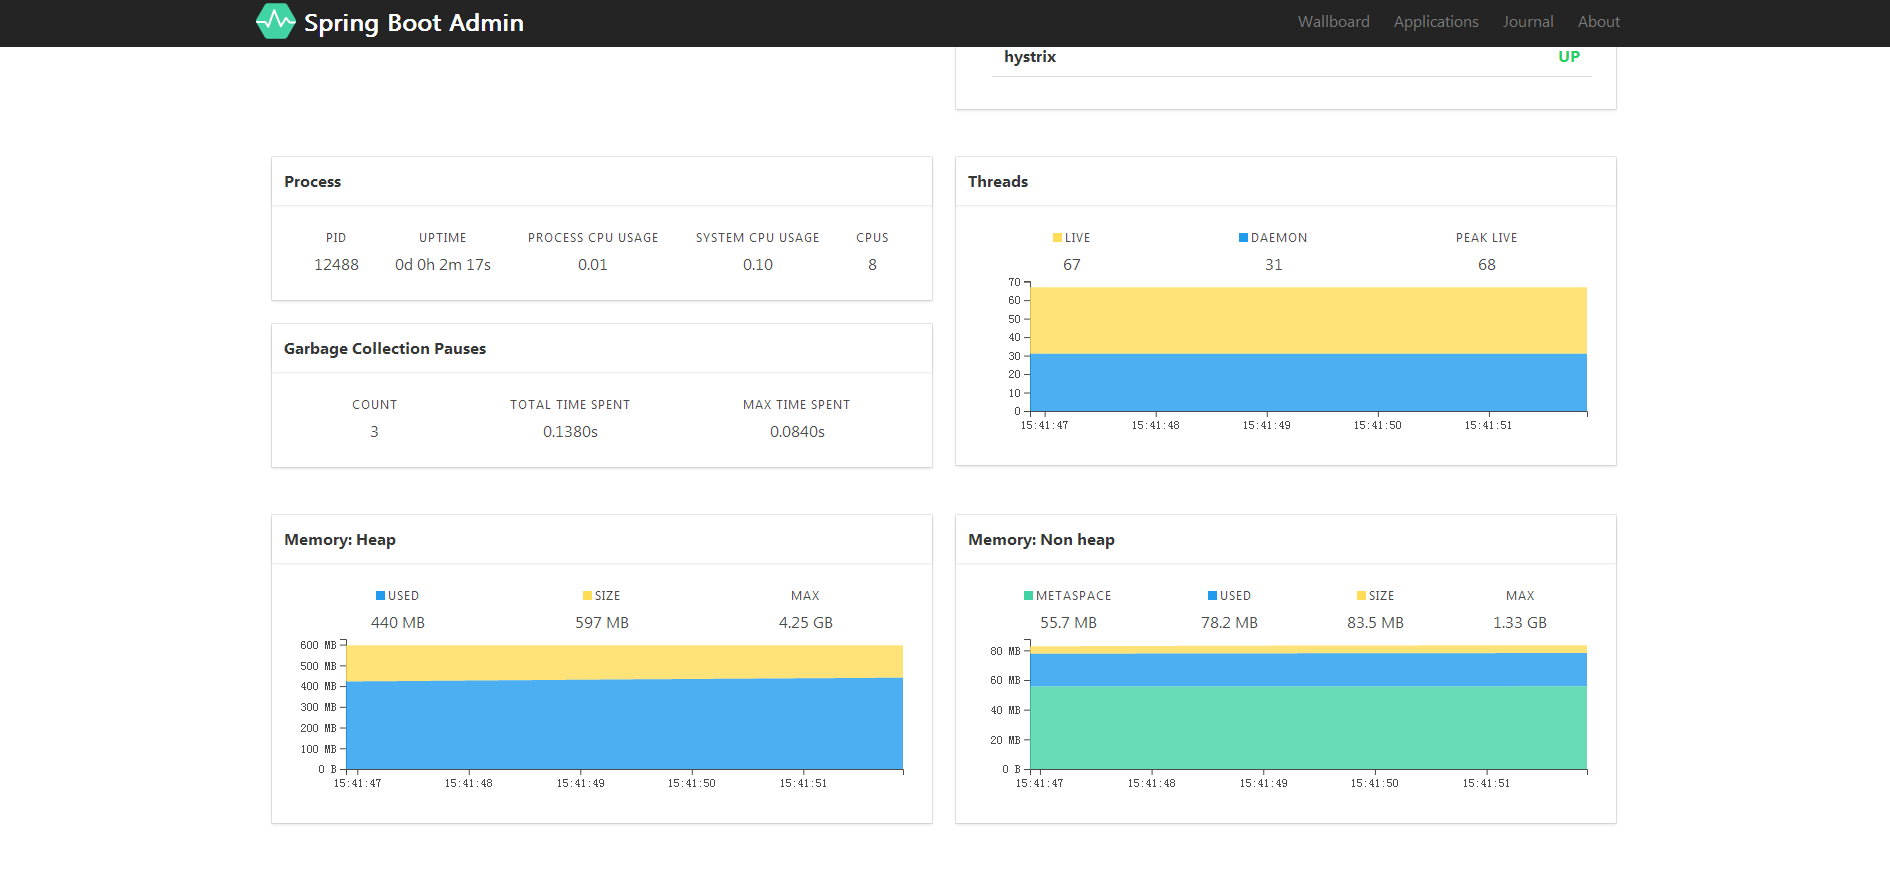 Spring Boot Admin
Wallboard Applications Journal About
hystrix UP
Process
PID UPTIME PROCESS CPU USAGE SYSTEM CPU USAGE CPUS
12488 0d 0h 2m 17s 0.01 0.10 8
Garbage Collection Pauses
COUNT TOTAL TIME SPENT MAX TIME SPENT
3 0.1380s 0.0840s
Threads
LIVE DAEMON PEAK LIVE
67 31 68
70
60
50
40
30
20
10
0
15:41:47 15:41:48 15:41:49 15:41:50 15:41:51
Memory: Heap
USED SIZE MAX
440 MB 597 MB 4.25 GB
600 MB
500 MB
400 MB
300 MB
200 MB
100 MB
0 B
15:41:47 15:41:48 15:41:49 15:41:50 15:41:51
Memory: Non heap
METASPACE USED SIZE MAX
55.7 MB 78.2 MB 83.5 MB 1.33 GB
80 MB
60 MB
40 MB
20 MB
0 B
15:41:47 15:41:48 15:41:49 15:41:50 15:41:51